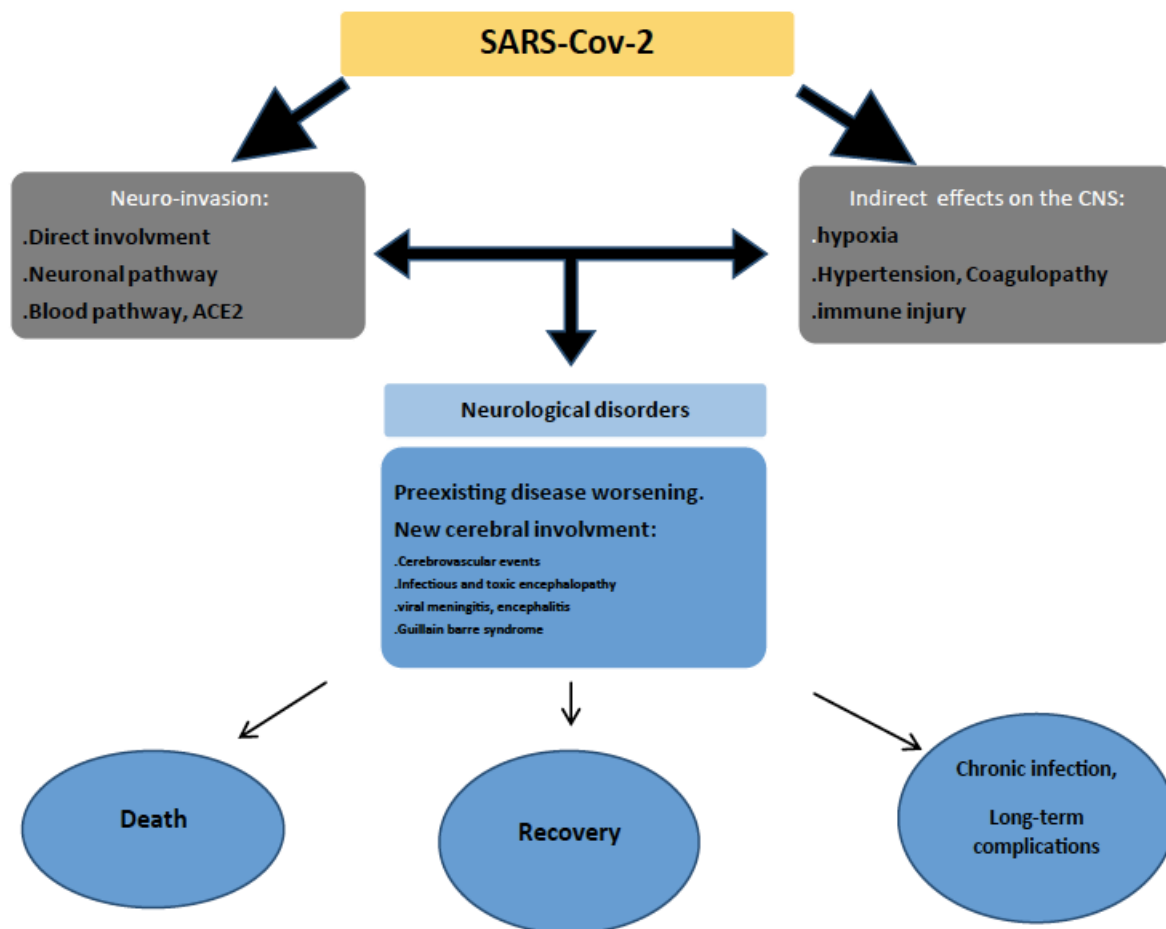 SARS-Cov-2
Neuro-invasion:
.Direct involvment
.Neuronal pathway
.Blood pathway, ACE2
Indirect effects on the CNS:
.hypoxia
.Hypertension, Coagulopathy
.immune injury
Neurological disorders
Preexisting disease worsening.
New cerebral involvment:
.Cerebrovascular events
.Infectious and toxic encephalopathy
.viral meningitis, encephalitis
.Guillain barre syndrome
Death
Recovery
Chronic infection,
Long-term
complications